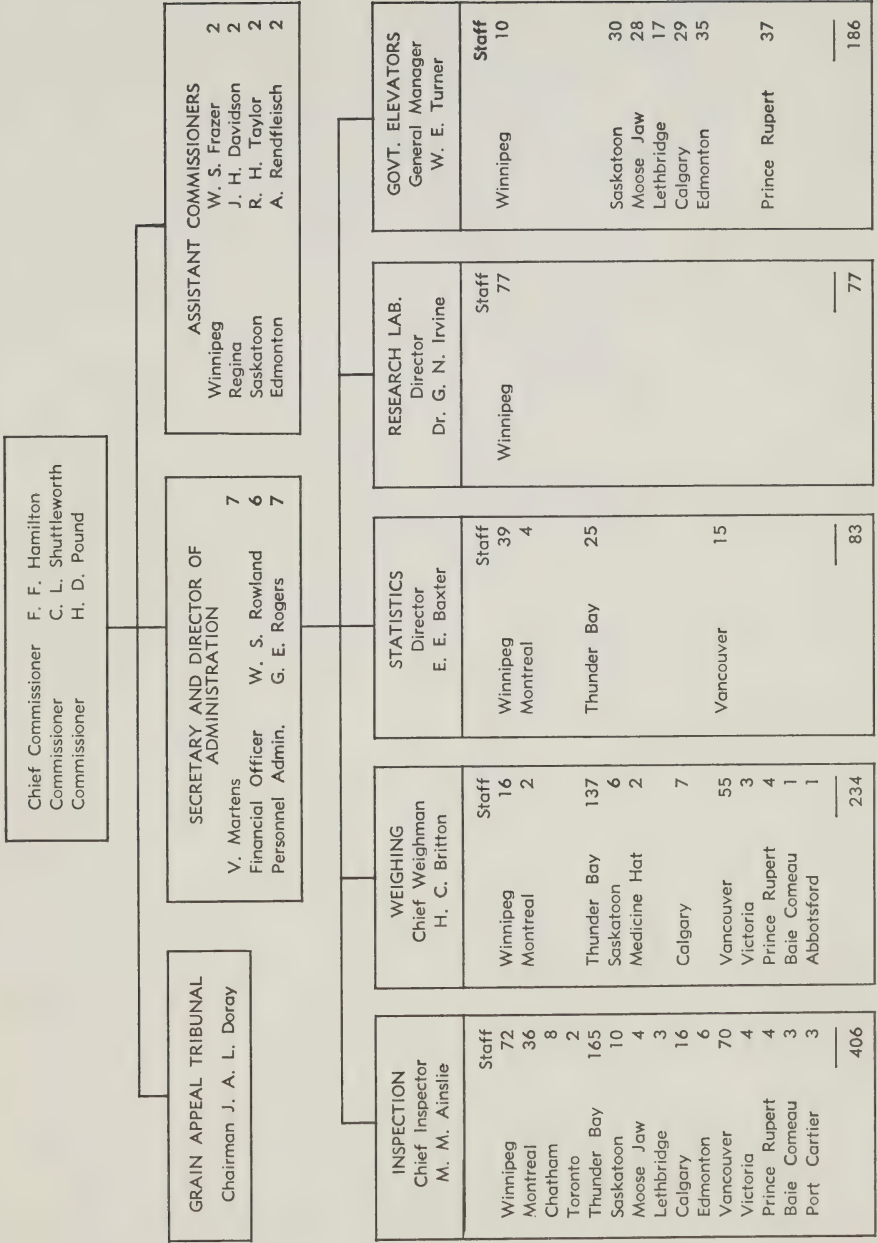 Chief Commissioner F. F. Hamilton
Commissioner C. L. Shuttleworth
Commissioner H. D. Pound
GRAIN APPEAL TRIBUNAL
Chairman J. A. L. Doray
SECRETARY AND DIRECTOR OF
ADMINISTRATION
V. Martens 7
Financial Officer W. S. Rowland 6
Personnel Admin. G. E. Rogers 7
ASSISTANT COMMISSIONERS
Winnipeg W. S. Frazer 2
Regina J. H. Davidson 2
Saskatoon R. H. Taylor 2
Edmonton A. Rendfleisch 2
INSPECTION
Chief Inspector
M. M. Ainslie
Staff
Winnipeg 72
Montreal 36
Chatham 8
Toronto 2
Thunder Bay 165
Saskatoon 10
Moose Jaw 4
Lethbridge 3
Calgary 16
Edmonton 6
Vancouver 70
Victoria 4
Prince Rupert 4
Baie Comeau 3
Port Cartier 3
406
WEIGHING
Chief Weighman
H. C. Britton
Staff
Winnipeg 16
Montreal 2
Thunder Bay 137
Saskatoon 6
Medicine Hat 2
Calgary 7
Vancouver 55
Victoria 3
Prince Rupert 4
Baie Comeau 1
Abbotsford 1
234
STATISTICS
Director
E. E. Baxter
Staff
Winnipeg 39
Montreal 4
Thunder Bay 25
Vancouver 15
83
RESEARCH LAB.
Director
Dr. G. N. Irvine
Staff
Winnipeg 77
77
GOVT. ELEVATORS
General Manager
W. E. Turner
Staff
Winnipeg 10
Saskatoon 30
Moose Jaw 28
Lethbridge 17
Calgary 29
Edmonton 35
Prince Rupert 37
186